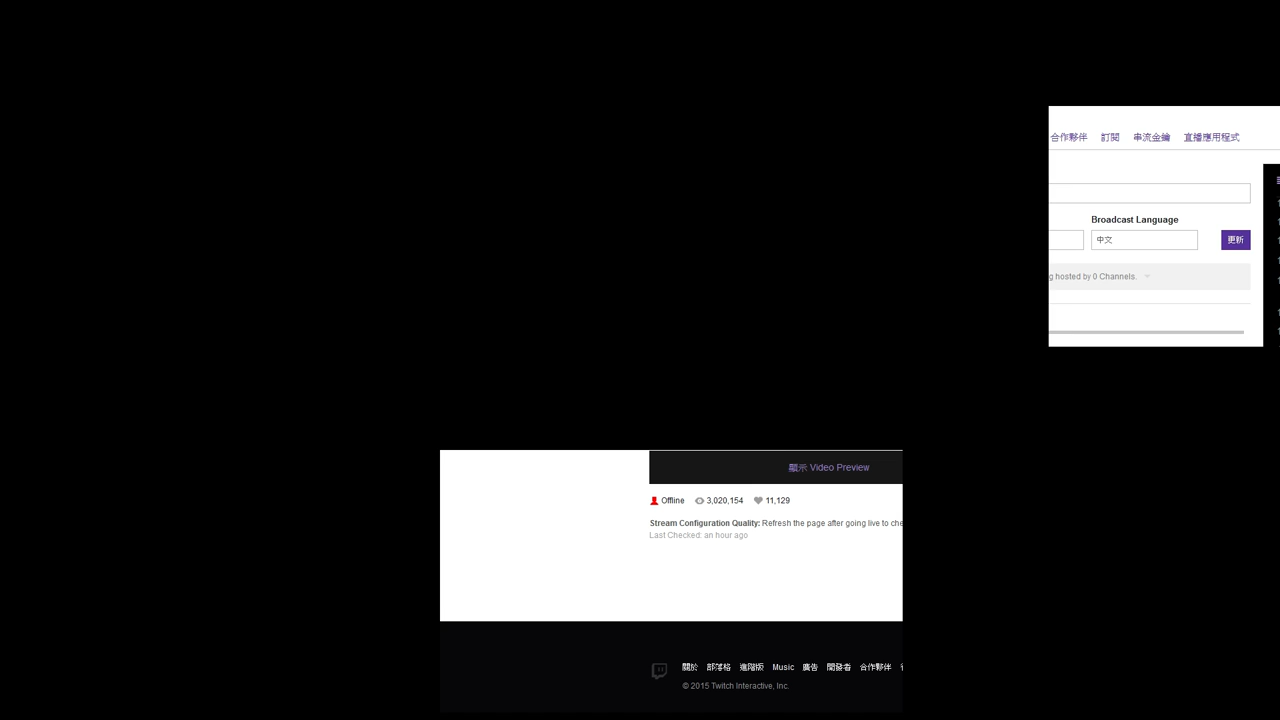 合作夥伴 訂閱 串流金鑰 直播應用程式
Broadcast Language
中文
更新
hosted by 0 Channels.
顯示 Video Preview
Offline 3,020,154 11,129
Stream Configuration Quality: Refresh the page after going live to
Last Checked: an hour ago
關於 部落格 進階版 Music 廣告 開發者 合作夥伴
© 2015 Twitch Interactive, Inc.